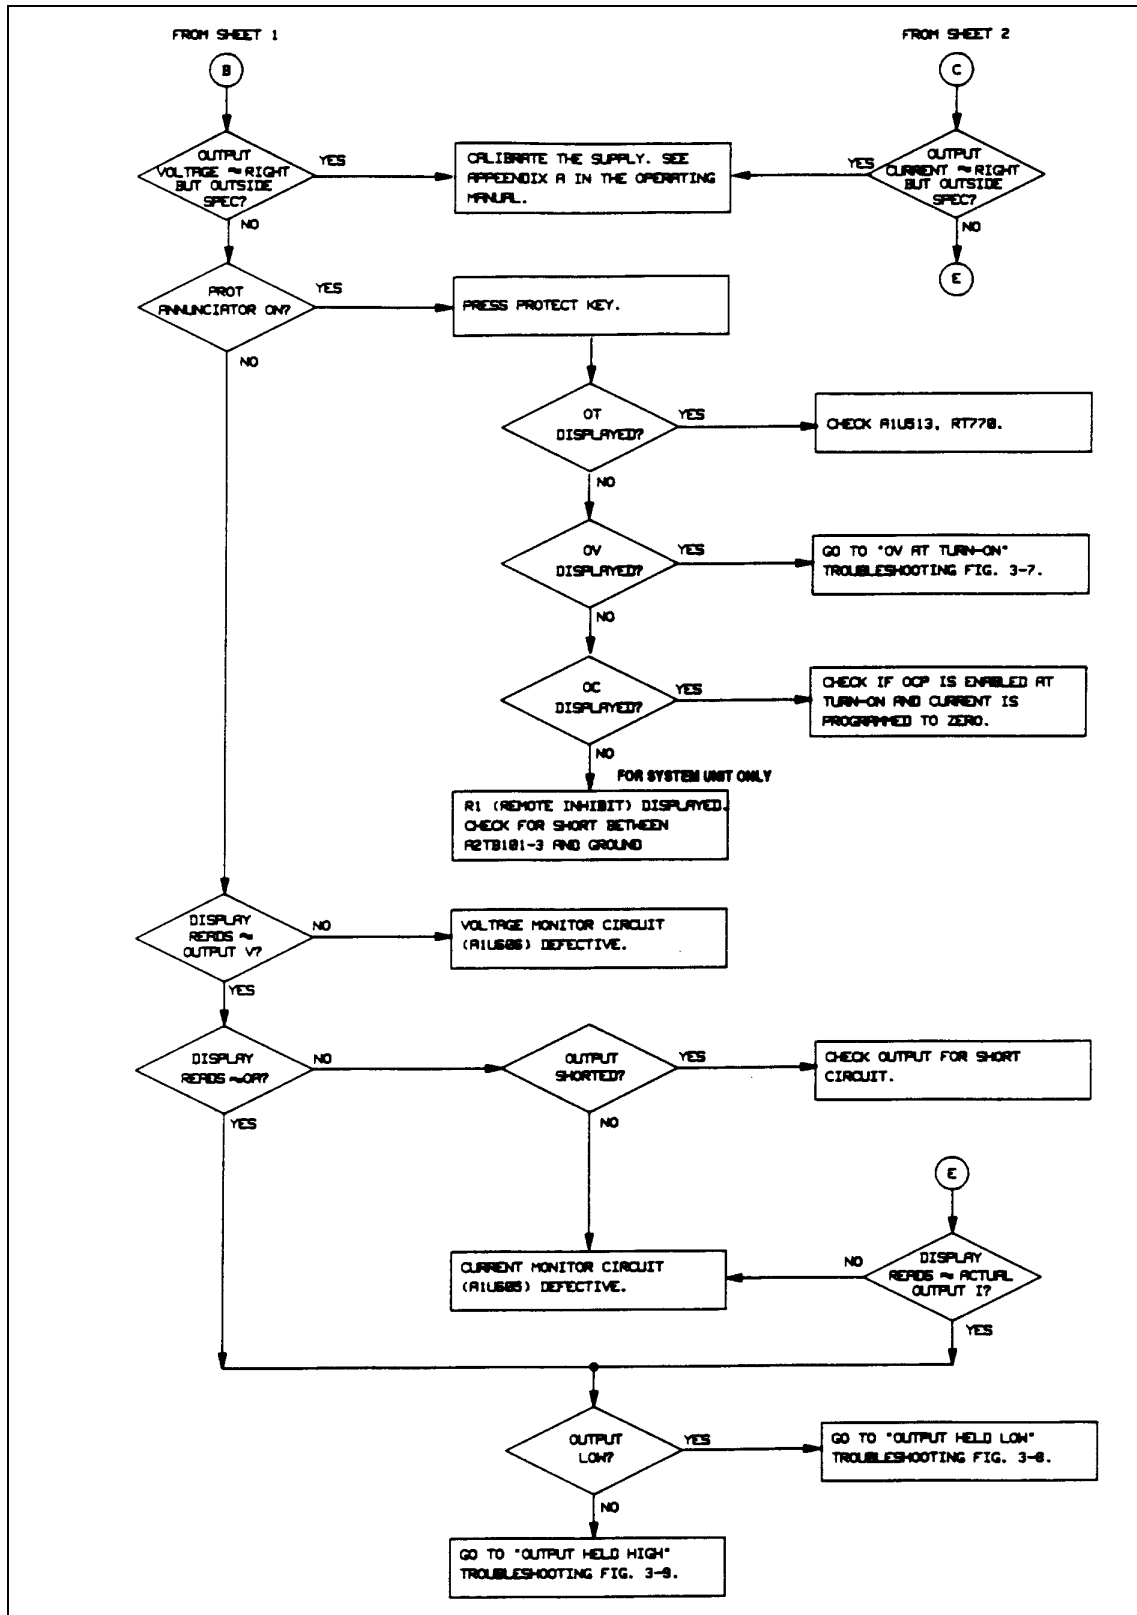 FROM SHEET 1
B
OUTPUT
VOLTAGE ≈ RIGHT
BUT OUTSIDE
SPEC?
YES
NO
CALIBRATE THE SUPPLY. SEE
APPEENDIX A IN THE OPERATING
MANUAL.
FROM SHEET 2
C
OUTPUT
CURRENT ≈ RIGHT
BUT OUTSIDE
SPEC?
YES
NO
E
PROT
ANNUNCIATOR ON?
YES
NO
PRESS PROTECT KEY.
OT
DISPLAYED?
YES
NO
CHECK A1U513, RT770.
OV
DISPLAYED?
YES
NO
GO TO "OV AT TURN-ON"
TROUBLESHOOTING FIG. 3-7.
OC
DISPLAYED?
YES
NO
CHECK IF OCP IS ENABLED AT
TURN-ON AND CURRENT IS
PROGRAMMED TO ZERO.
FOR SYSTEM UNIT ONLY
R1 (REMOTE INHIBIT) DISPLAYED.
CHECK FOR SHORT BETWEEN
A2TB101-3 AND GROUND
DISPLAY
READS ≈
OUTPUT V?
NO
YES
VOLTAGE MONITOR CIRCUIT
(A1U606) DEFECTIVE.
DISPLAY
READS ≈OA?
NO
YES
OUTPUT
SHORTED?
YES
NO
CHECK OUTPUT FOR SHORT
CIRCUIT.
E
DISPLAY
READS ≈ ACTUAL
OUTPUT I?
NO
YES
CURRENT MONITOR CIRCUIT
(A1U605) DEFECTIVE.
OUTPUT
LOW?
YES
NO
GO TO "OUTPUT HELD LOW"
TROUBLESHOOTING FIG. 3-8.
GO TO "OUTPUT HELD HIGH"
TROUBLESHOOTING FIG. 3-9.